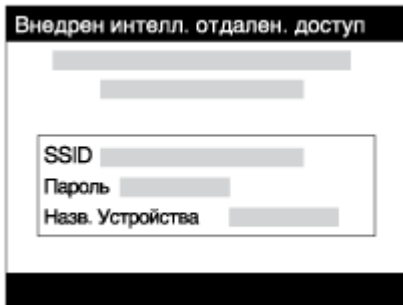 Внедрен интелл. отдален. доступ
SSID
Пароль
Назв. Устройства